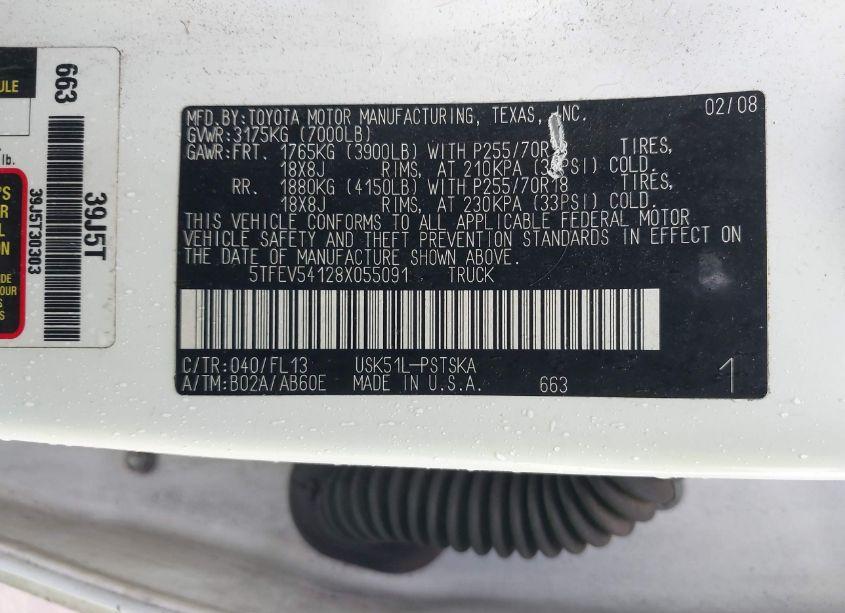 MFD.BY:TOYOTA MOTOR MANUFACTURING, TEXAS, INC. 02/08
GVWR:3175KG (7000LB)
GAWR:FRT. 1765KG (3900LB) WITH P255/70R TIRES,
18X8J RIMS, AT 210KPA COLD.
RR. 1880KG (4150LB) WITH P255/70R18 TIRES,
18X8J RIMS, AT 230KPA (33PSI) COLD.
THIS VEHICLE CONFORMS TO ALL APPLICABLE FEDERAL MOTOR
VEHICLE SAFETY AND THEFT PREVENTION STANDARDS IN EFFECT ON
THE DATE OF MANUFACTURE SHOWN ABOVE.
5TFEV54128X055091 TRUCK
C/TR:040/FL13 USK51L-PSTSKA
A/TM:B02A/AB60E MADE IN U.S.A. 663 1
663
39J5T
39J5T30303
lb.